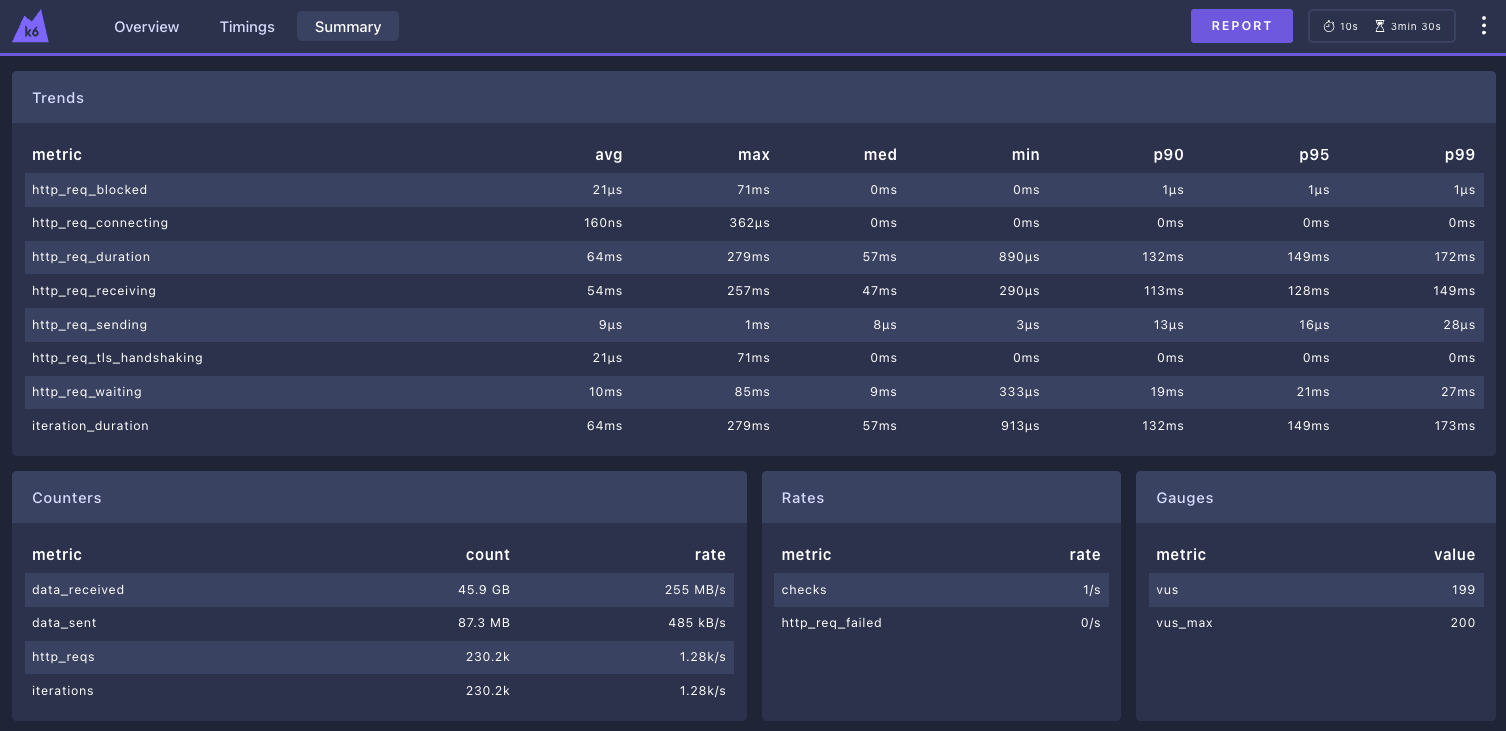 k6 Overview Timings Summary REPORT 10s 3min 30s
Trends
metric avg max med min p90 p95 p99
http_req_blocked 21µs 71ms 0ms 0ms 1µs 1µs 1µs
http_req_connecting 160ns 362µs 0ms 0ms 0ms 0ms 0ms
http_req_duration 64ms 279ms 57ms 890µs 132ms 149ms 172ms
http_req_receiving 54ms 257ms 47ms 290µs 113ms 128ms 149ms
http_req_sending 9µs 1ms 8µs 3µs 13µs 16µs 28µs
http_req_tls_handshaking 21µs 71ms 0ms 0ms 0ms 0ms 0ms
http_req_waiting 10ms 85ms 9ms 333µs 19ms 21ms 27ms
iteration_duration 64ms 279ms 57ms 913µs 132ms 149ms 173ms
Counters
metric count rate
data_received 45.9 GB 255 MB/s
data_sent 87.3 MB 485 kB/s
http_reqs 230.2k 1.28k/s
iterations 230.2k 1.28k/s
Rates
metric rate
checks 1/s
http_req_failed 0/s
Gauges
metric value
vus 199
vus_max 200